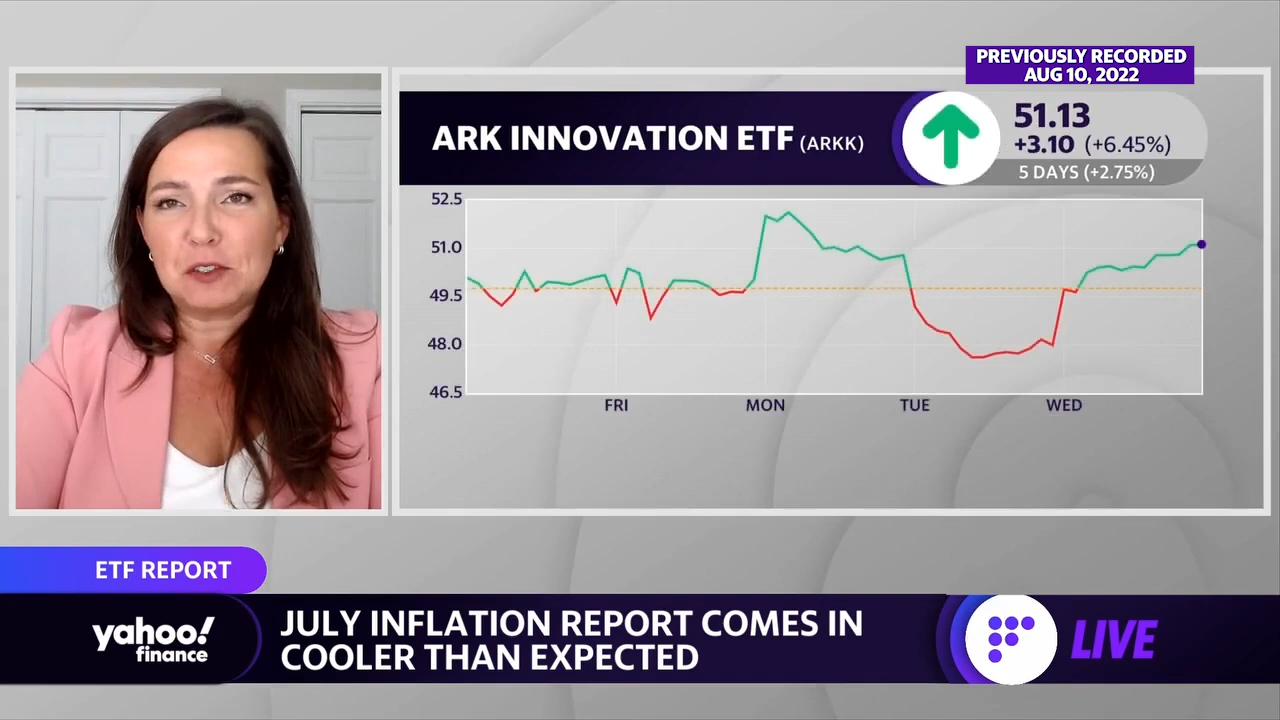 PREVIOUSLY RECORDED
AUG 10, 2022
ARK INNOVATION ETF (ARKK)
51.13
+3.10 (+6.45%)
5 DAYS (+2.75%)
52.5
51.0
49.5
48.0
46.5
FRI MON TUE WED
ETF REPORT
yahoo!
finance
JULY INFLATION REPORT COMES IN
COOLER THAN EXPECTED
LIVE